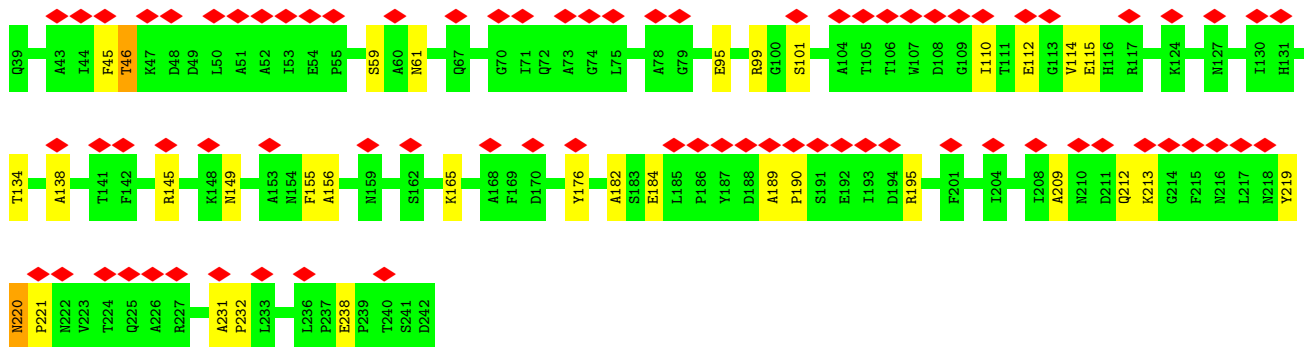 Q39 A43 I44 F45 T46 K47 D48 D49 L50 A51 A52 I53 E54 P55 S59 A60 N61 Q67 G70 I71 Q72 A73 G74 L75 A78 G79 E95 R99 G100 S101 A104 T105 T106 W107 D108 G109 I110 T111 E112 G113 V114 E115 H116 R117 K124 N127 I130 H131
T134 A138 T141 F142 R145 K148 N149 A153 N154 F155 A156 N159 S162 K165 A168 F169 D170 Y176 A182 S183 E184 L185 P186 Y187 D188 A189 P190 S191 E192 I193 D194 R195 F201 I204 I208 A209 N210 D211 Q212 K213 G214 F215 N216 L217 N218 Y219
N220 P221 N222 V223 T224 Q225 A226 R227 A231 P232 L233 L236 P237 E238 P239 T240 S241 D242